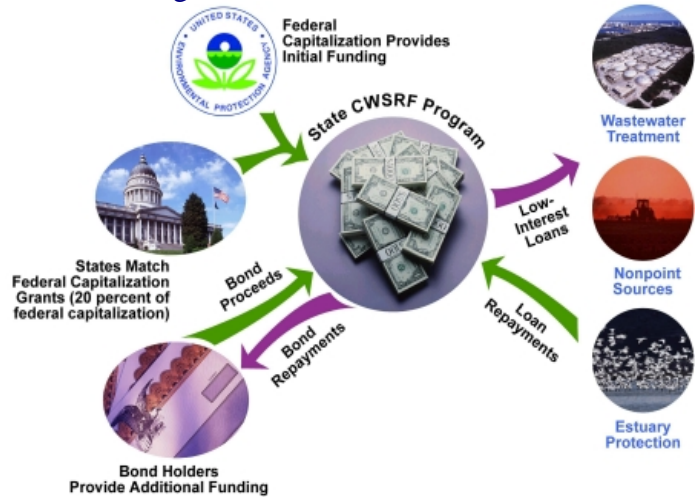 UNITED STATES
ENVIRONMENTAL PROTECTION AGENCY
Federal
Capitalization Provides
Initial Funding
State CWSRF Program
Wastewater
Treatment
States Match
Federal Capitalization
Grants (20 percent of
federal capitalization)
Bond
Proceeds
Bond
Repayments
Low-
Interest
Loans
Loan
Repayments
Nonpoint
Sources
Estuary
Protection
Bond Holders
Provide Additional Funding